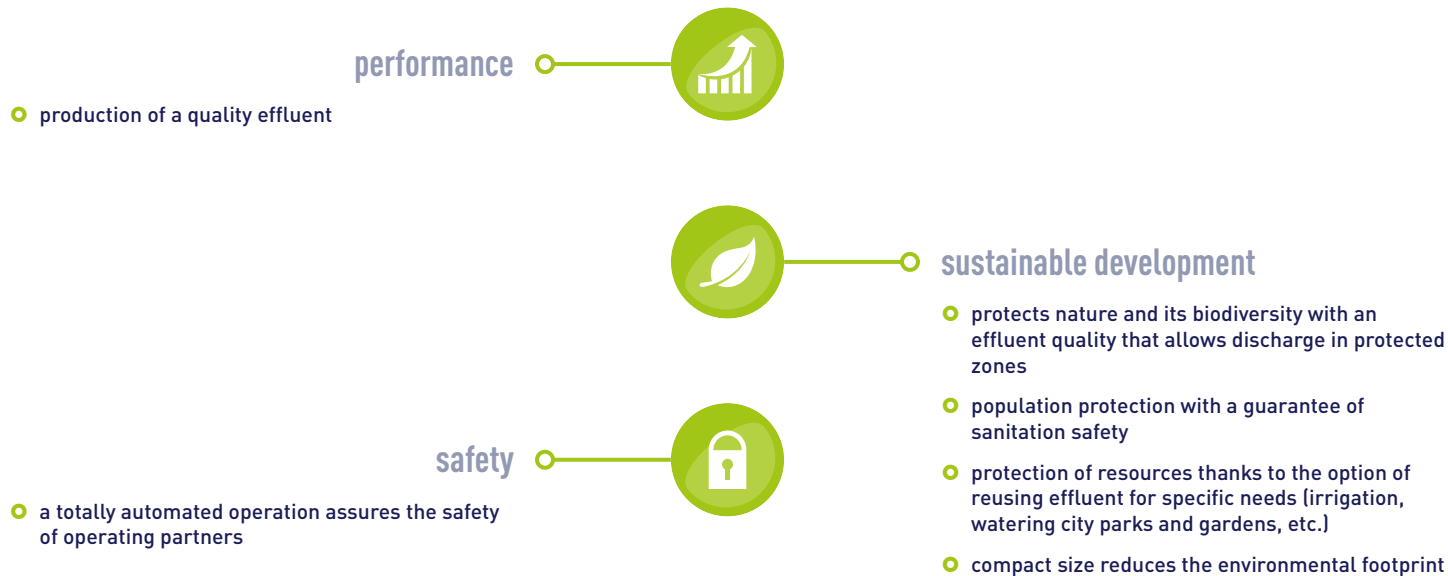 performance
production of a quality effluent
sustainable development
protects nature and its biodiversity with an
effluent quality that allows discharge in protected
zones
population protection with a guarantee of
sanitation safety
protection of resources thanks to the option of
reusing effluent for specific needs (irrigation,
watering city parks and gardens, etc.)
compact size reduces the environmental footprint
safety
a totally automated operation assures the safety
of operating partners